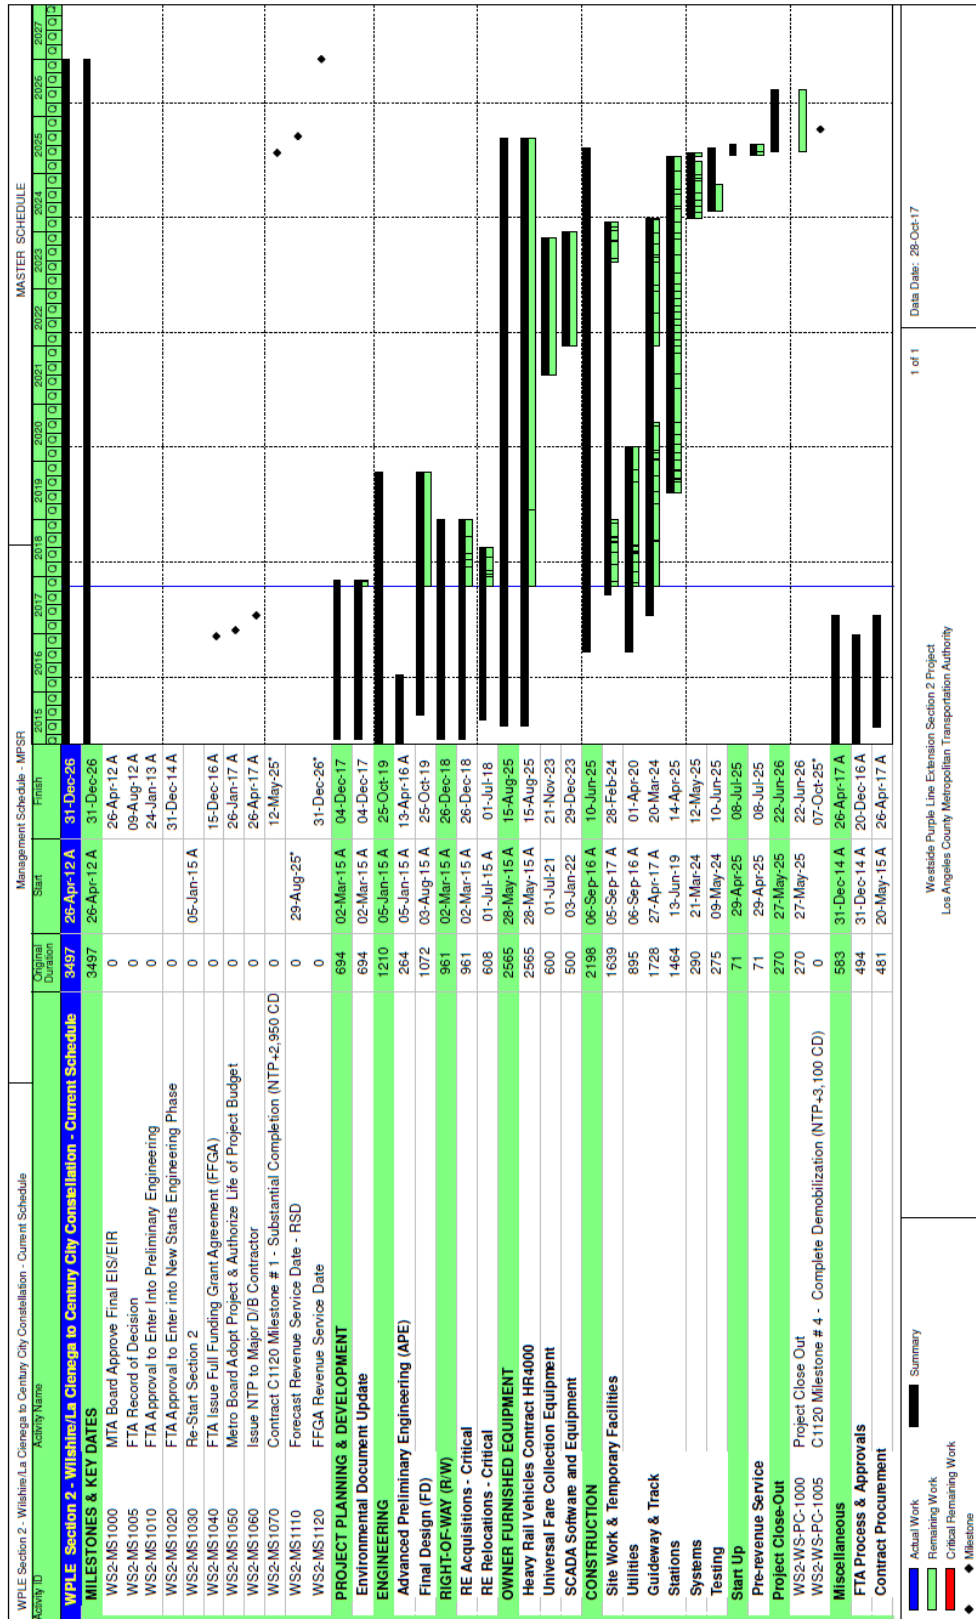 WPLE Section 2 - Wilshire/La Cienega to Century City Constellation - Current Schedule
Management Schedule - MPSR
MASTER SCHEDULE
Activity ID Activity Name Original Duration Start Finish 2015 2016 2017 2018 2019 2020 2021 2022 2023 2024 2025 2026 2027
Q Q Q Q Q Q Q Q Q Q Q Q Q Q Q Q Q Q Q Q Q Q Q Q Q Q Q Q Q Q Q Q Q Q Q Q Q Q Q Q Q Q Q Q Q Q Q Q Q Q Q
WPLE Section 2 - Wilshire/La Cienega to Century City Constellation - Current Schedule 3497 26-Apr-12 A 31-Dec-26
MILESTONES & KEY DATES 3497 26-Apr-12 A 31-Dec-26
WS2-MS1000 MTA Board Approve Final EIS/EIR 0 26-Apr-12 A
WS2-MS1005 FTA Record of Decision 0 09-Aug-12 A
WS2-MS1010 FTA Approval to Enter Into Preliminary Engineering 0 24-Jan-13 A
WS2-MS1020 FTA Approval to Enter into New Starts Engineering Phase 0 31-Dec-14 A
WS2-MS1030 Re-Start Section 2 0 05-Jan-15 A
WS2-MS1040 FTA Issue Full Funding Grant Agreement (FFGA) 0 15-Dec-16 A
WS2-MS1050 Metro Board Adopt Project & Authorize Life of Project Budget 0 26-Jan-17 A
WS2-MS1060 Issue NTP to Major D/B Contractor 0 26-Apr-17 A
WS2-MS1070 Contract C1120 Milestone # 1 - Substantial Completion (NTP+2,950 CD) 0 12-May-25*
WS2-MS1110 Forecast Revenue Service Date - RSD 0 29-Aug-25*
WS2-MS1120 FFGA Revenue Service Date 0 31-Dec-26*
PROJECT PLANNING & DEVELOPMENT 694 02-Mar-15 A 04-Dec-17
Environmental Document Update 694 02-Mar-15 A 04-Dec-17
ENGINEERING 1210 05-Jan-15 A 25-Oct-19
Advanced Preliminary Engineering (APE) 264 05-Jan-15 A 13-Apr-16 A
Final Design (FD) 1072 03-Aug-15 A 25-Oct-19
RIGHT-OF-WAY (R/W) 961 02-Mar-15 A 26-Dec-18
RE Acquisitions - Critical 961 02-Mar-15 A 26-Dec-18
RE Relocations - Critical 608 01-Jul-15 A 01-Jul-18
OWNER FURNISHED EQUIPMENT 2565 28-May-15 A 15-Aug-25
Heavy Rail Vehicles Contract HR4000 2565 28-May-15 A 15-Aug-25
Universal Fare Collection Equipment 600 01-Jul-21 21-Nov-23
SCADA Software and Equipment 500 03-Jan-22 29-Dec-23
CONSTRUCTION 2198 06-Sep-16 A 10-Jun-25
Site Work & Temporary Facilities 1639 05-Sep-17 A 28-Feb-24
Utilities 895 06-Sep-16 A 01-Apr-20
Guideway & Track 1728 27-Apr-17 A 20-Mar-24
Stations 1464 13-Jun-19 14-Apr-25
Systems 290 21-Mar-24 12-May-25
Testing 275 09-May-24 10-Jun-25
Start Up 71 29-Apr-25 08-Jul-25
Pre-revenue Service 71 29-Apr-25 08-Jul-25
Project Close-Out 270 27-May-25 22-Jun-26
WS2-WS-PC-1000 Project Close Out 270 27-May-25 22-Jun-26
WS2-WS-PC-1005 C1120 Milestone # 4 - Complete Demobilization (NTP+3,100 CD) 0 07-Oct-25*
Miscellaneous 583 31-Dec-14 A 26-Apr-17 A
FTA Process & Approvals 494 31-Dec-14 A 20-Dec-16 A
Contract Procurement 481 20-May-15 A 26-Apr-17 A
Actual Work
Remaining Work
Critical Remaining Work
Milestone
Summary
Westside Purple Line Extension Section 2 Project
Los Angeles County Metropolitan Transportation Authority
1 of 1
Data Date: 28-Oct-17